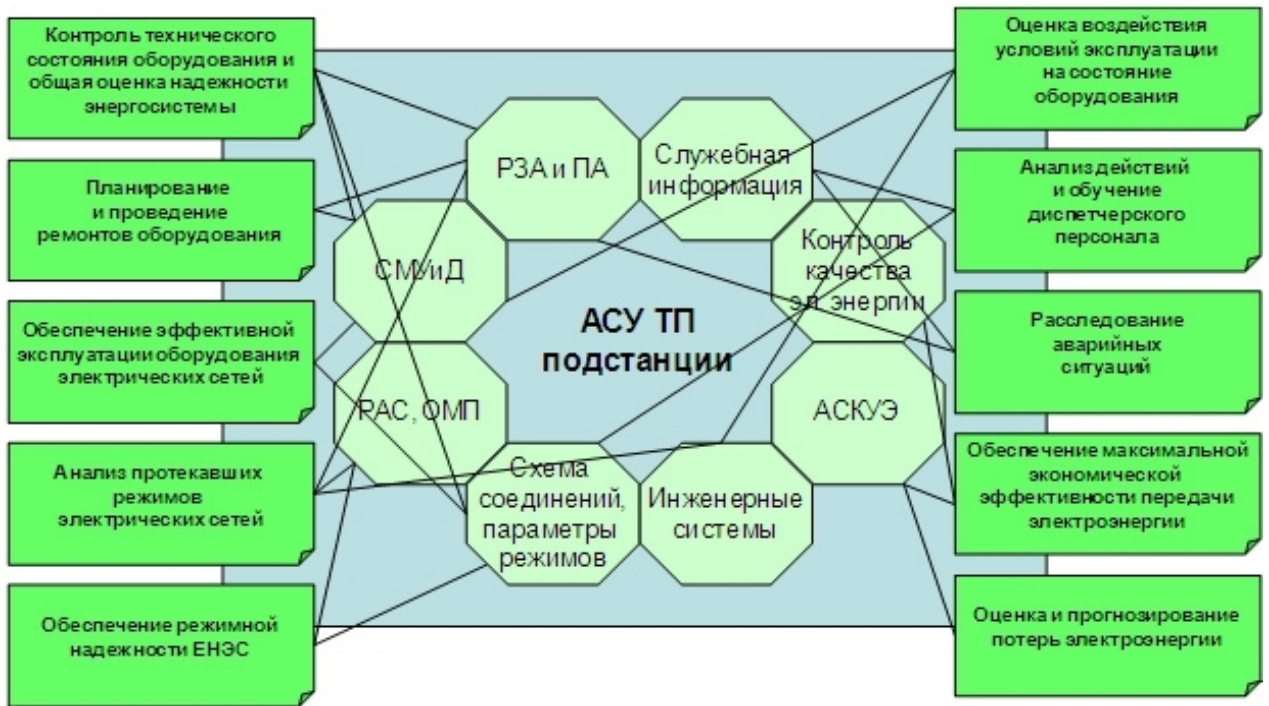 Контроль технического
состояния оборудования и
общая оценка надежности
энергосистемы
Планирование
и проведение
ремонтов оборудования
Обеспечение эффективной
эксплуатации оборудования
электрических сетей
Анализ протекавших
режимов
электрических сетей
Обеспечение режимной
надежности ЕНЭС
РЗА и ПА
Служебная
информация
СМУиД
Контроль
качества
эл. энергии
АСУ ТП
подстанции
РАС, ОМП
АСКУЭ
Схема
соединений,
параметры
режимов
Инженерные
системы
Оценка воздействия
условий эксплуатации
на состояние
оборудования
Анализ действий
и обучение
диспетчерского
персонала
Расследование
аварийных
ситуаций
Обеспечение максимальной
экономической
эффективности передачи
электроэнергии
Оценка и прогнозирование
потерь электроэнергии